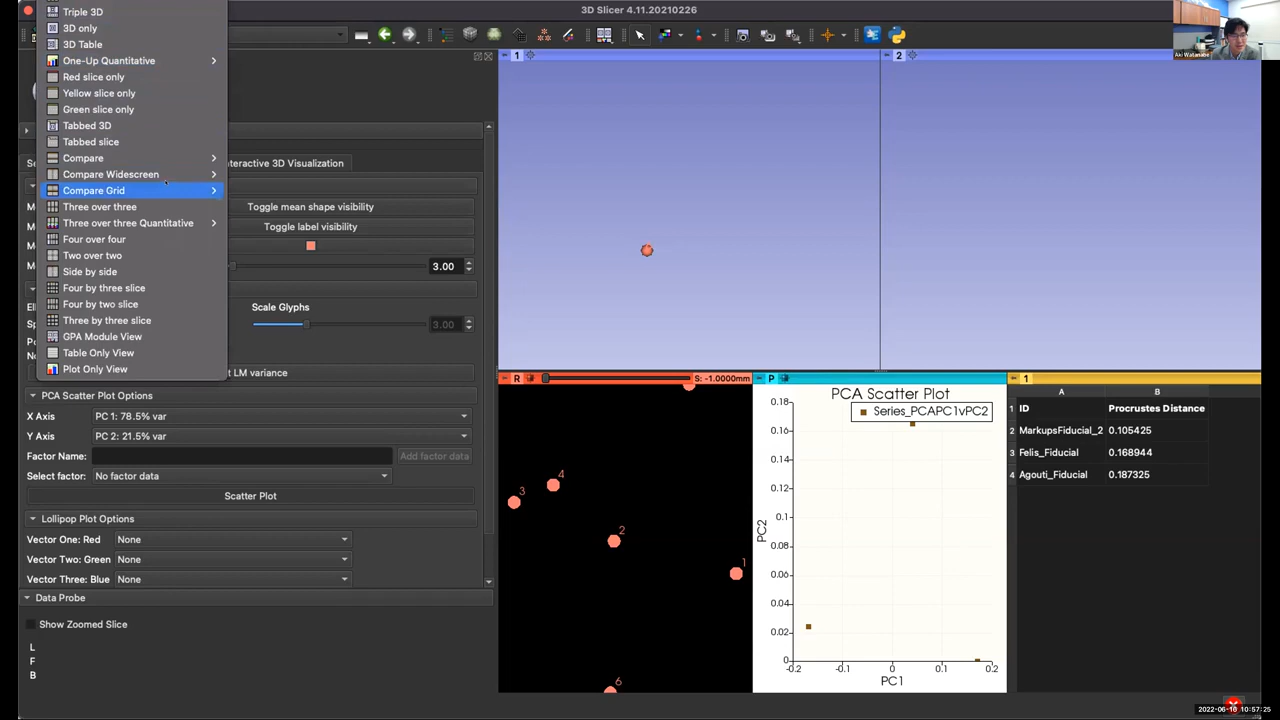 3D Slicer 4.11.20210226
Aki Watanabe
Triple 3D
3D only
3D Table
One-Up Quantitative
Red slice only
Yellow slice only
Green slice only
Tabbed 3D
Tabbed slice
Compare
Compare Widescreen
Compare Grid
Three over three
Three over three Quantitative
Four over four
Two over two
Side by side
Four by three slice
Four by two slice
Three by three slice
GPA Module View
Table Only View
Plot Only View
nteractive 3D Visualization
Toggle mean shape visibility
Toggle label visibility
3.00
Scale Glyphs
3.00
t LM variance
PCA Scatter Plot Options
X Axis PC 1: 78.5% var
Y Axis PC 2: 21.5% var
Factor Name: Add factor data
Select factor: No factor data
Scatter Plot
Lollipop Plot Options
Vector One: Red None
Vector Two: Green None
Vector Three: Blue None
Data Probe
Show Zoomed Slice
L
F
B
1
2
R S: -1.0000mm
4
3
2
1
6
P
PCA Scatter Plot
Series_PCAPC1vPC2
0.18
0.16
0.14
0.12
0.1
0.08
0.06
0.04
0.02
0
PC2
-0.2 -0.1 0 0.1 0.2
PC1
1
A B
1 ID Procrustes Distance
2 MarkupsFiducial_2 0.105425
3 Felis_Fiducial 0.168944
4 Agouti_Fiducial 0.187325
2022-06-16 10:57:25